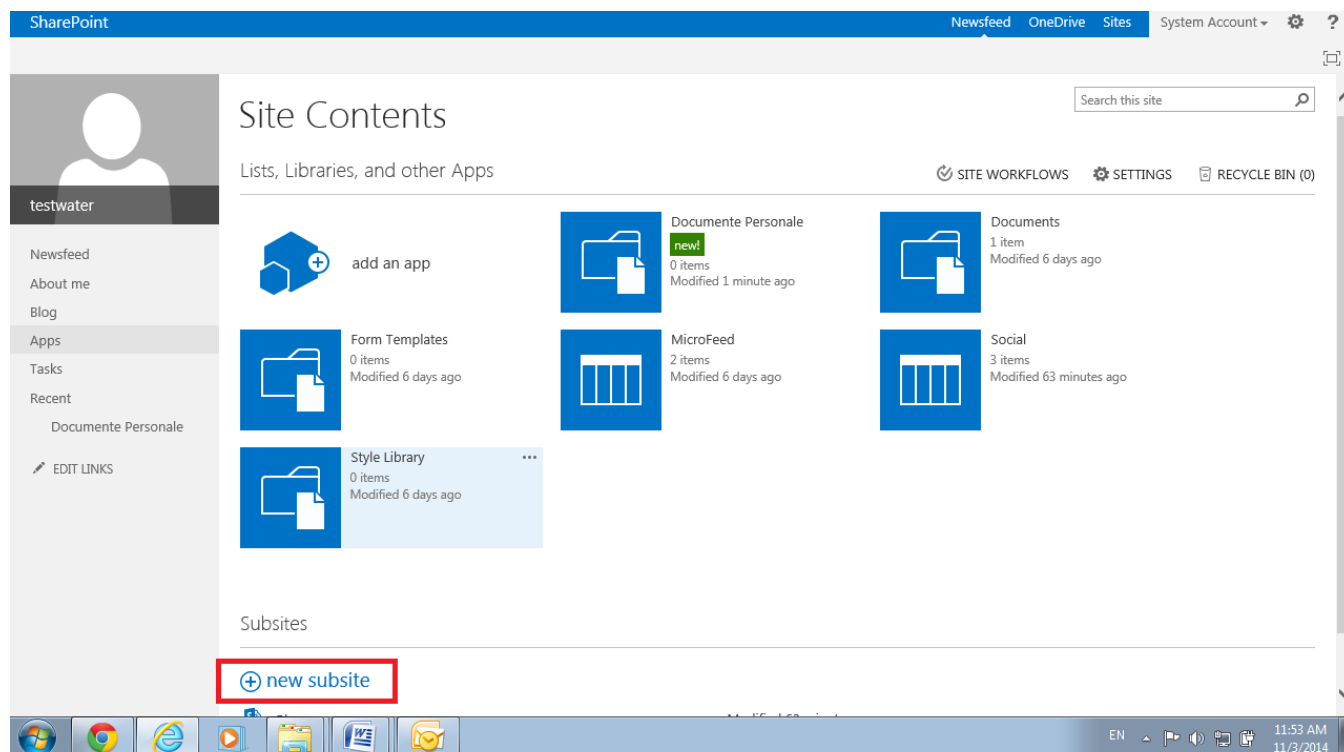 SharePoint
Newsfeed OneDrive Sites System Account ?
Site Contents
Search this site
Lists, Libraries, and other Apps
SITE WORKFLOWS SETTINGS RECYCLE BIN (0)
testwater
Newsfeed
About me
Blog
Apps
Tasks
Recent
Documente Personale
EDIT LINKS
add an app
Documente Personale
new!
0 items
Modified 1 minute ago
Documents
1 item
Modified 6 days ago
Form Templates
0 items
Modified 6 days ago
MicroFeed
2 items
Modified 6 days ago
Social
3 items
Modified 63 minutes ago
Style Library
0 items
Modified 6 days ago
Subsites
new subsite
EN
11:53 AM
11/3/2014